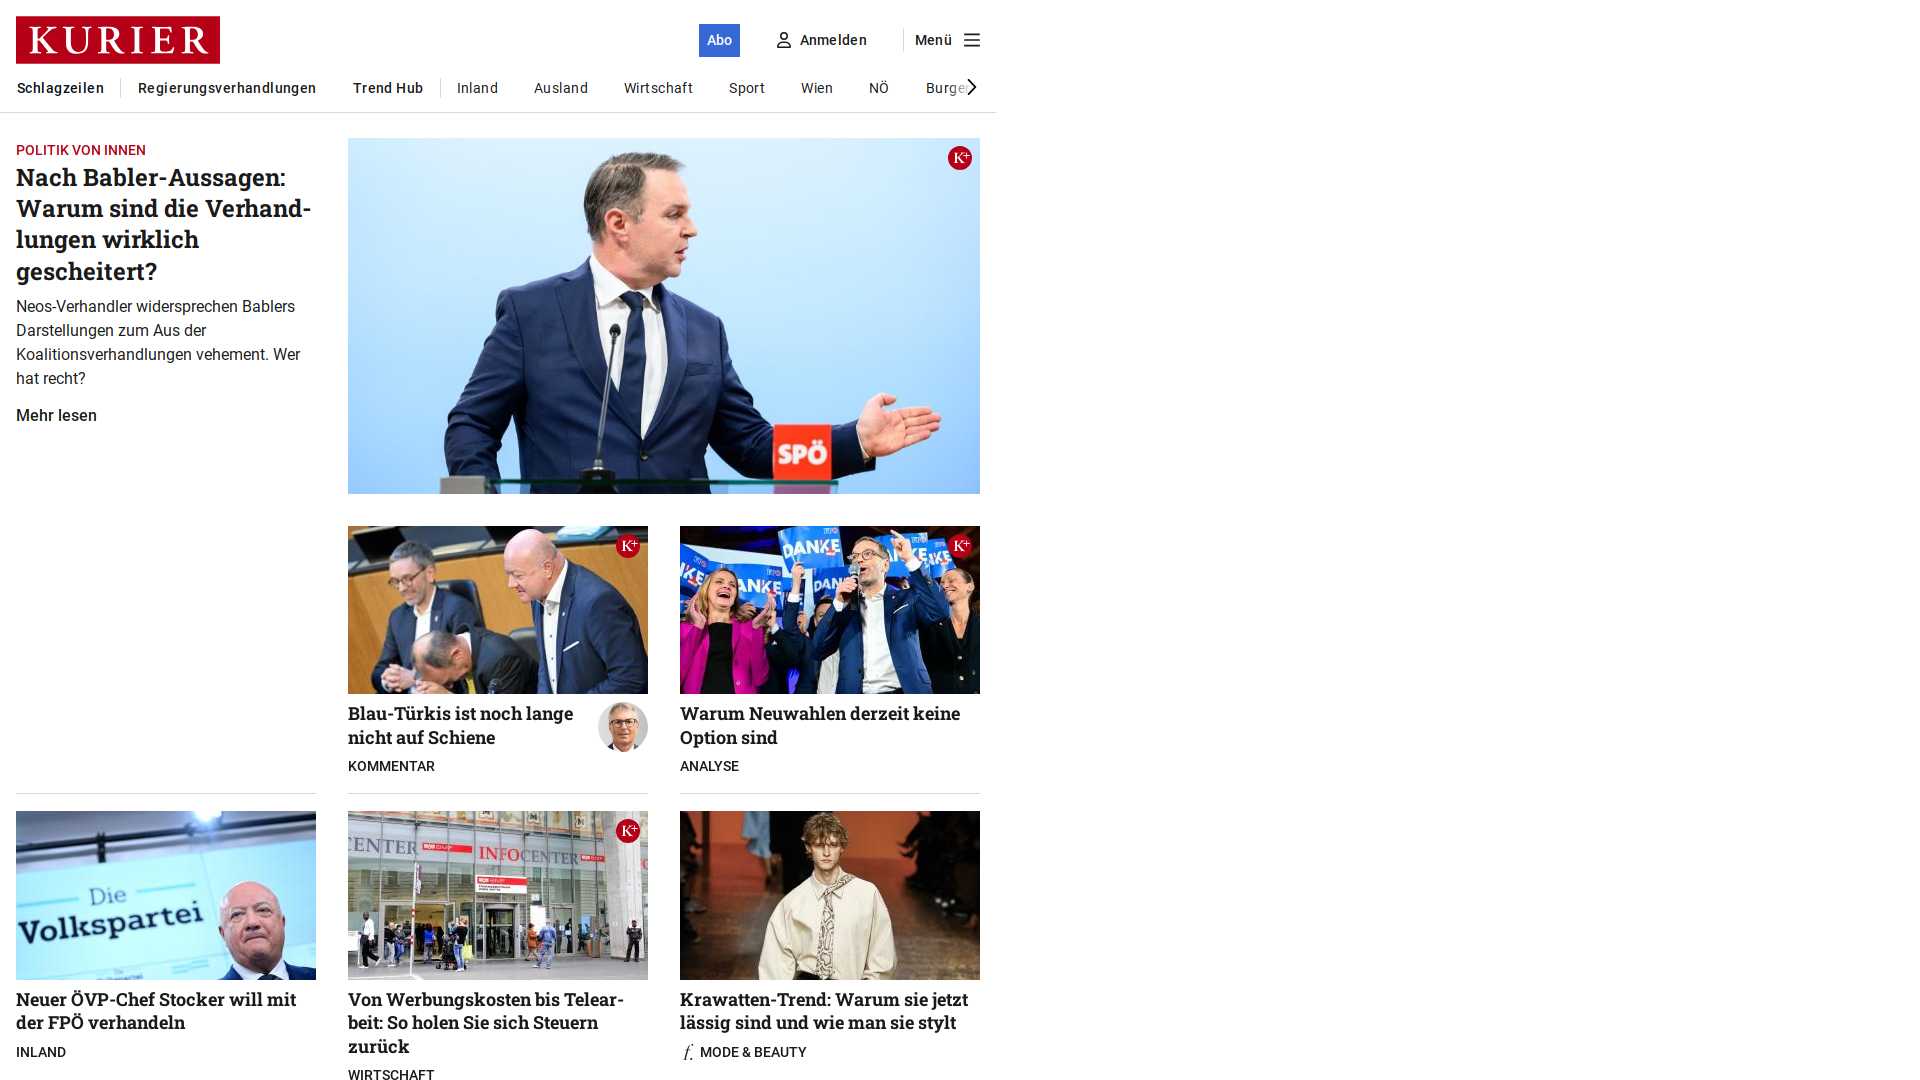 KURIER
Abo
Anmelden
Menü
Schlagzeilen
Regierungsverhandlungen
Trend Hub
Inland
Ausland
Wirtschaft
Sport
Wien
NÖ
POLITIK VON INNEN
Nach Babler-Aussagen:
Warum sind die Verhand-
lungen wirklich
gescheitert?
Neos-Verhandler widersprechen Bablers
Darstellungen zum Aus der
Koalitionsverhandlungen vehement. Wer
hat recht?
Mehr lesen
K+
SPÖ
K+
Blau-Türkis ist noch lange
nicht auf Schiene
KOMMENTAR
K+
DANKE
DANKE
Warum Neuwahlen derzeit keine
Option sind
ANALYSE
Die
Volkspartei
Neuer ÖVP-Chef Stocker will mit
der FPÖ verhandeln
INLAND
K+
CENTER
INFOCENTER
Von Werbungskosten bis Telear-
beit: So holen Sie sich Steuern
zurück
WIRTSCHAFT
Krawatten-Trend: Warum sie jetzt
lässig sind und wie man sie stylt
f. MODE & BEAUTY